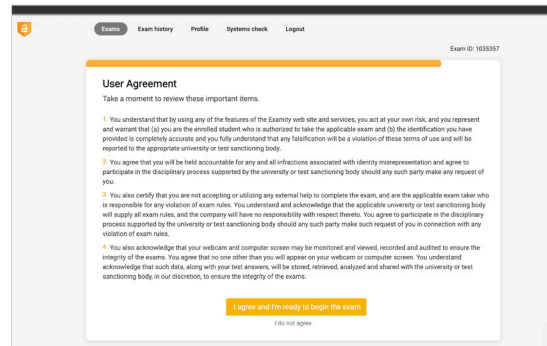 Exams Exam history Profile Systems check Logout
Exam ID: 1035357
User Agreement
Take a moment to review these important items.
1. You understand that by using any of the features of the Examity web site and services, you act at your own risk, and you represent
and warrant that (a) you are the enrolled student who is authorized to take the applicable exam and (b) the identification you have
provided is completely accurate and you fully understand that any falsification will be a violation of these terms of use and will be
reported to the appropriate university or test sanctioning body.
2. You agree that you will be held accountable for any and all infractions associated with identity misrepresentation and agree to
participate in the disciplinary process supported by the university or test sanctioning body should any such party make any request of
you.
3. You also certify that you are not accepting or utilizing any external help to complete the exam, and are the applicable exam taker who
is responsible for any violation of exam rules. You understand and acknowledge that the applicable university or test sanctioning body
will supply all exam rules, and the company will have no responsibility with respect thereto. You agree to participate in the disciplinary
process supported by the university or test sanctioning body should any such party make such request of you in connection with any
violation of exam rules.
4. You also acknowledge that your webcam and computer screen may be monitored and viewed, recorded and audited to ensure the
integrity of the exams. You agree that no one other than you will appear on your webcam or computer screen. You understand and
acknowledge that such data, along with your test answers, will be stored, retrieved, analyzed and shared with the university or test
sanctioning body, in our discretion, to ensure the integrity of the exams.
I agree and I'm ready to begin the exam
I do not agree